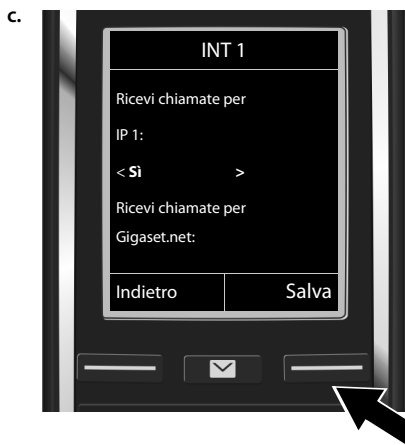 c.
INT 1
Ricevi chiamate per
IP 1:
< Sì >
Ricevi chiamate per
Gigaset.net:
Indietro Salva